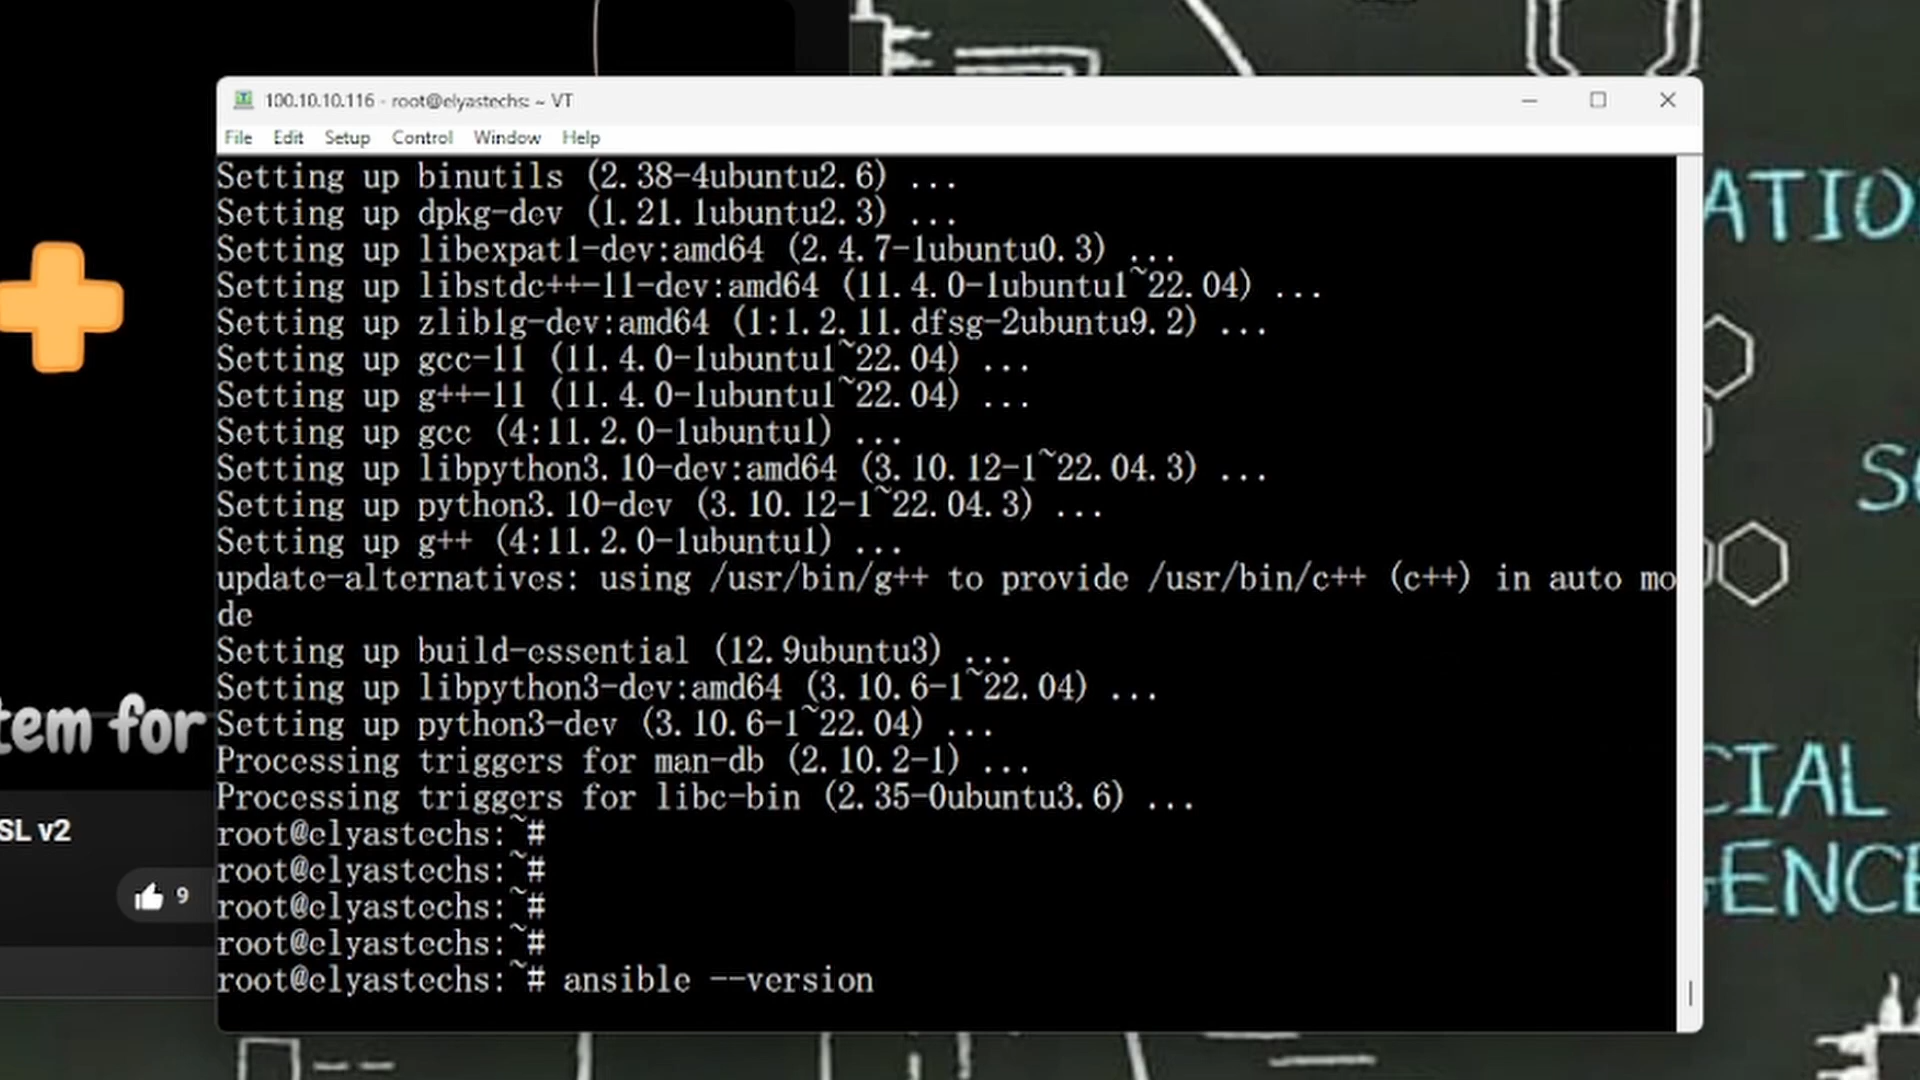 100.10.10.116 - root@elyastechs: ~ VT
File Edit Setup Control Window Help
Setting up binutils (2.38-4ubuntu2.6) ...
Setting up dpkg-dev (1.21.1ubuntu2.3) ...
Setting up libexpat1-dev:amd64 (2.4.7-1ubuntu0.3) ...
Setting up libstdc++-11-dev:amd64 (11.4.0-1ubuntu1~22.04) ...
Setting up zlib1g-dev:amd64 (1:1.2.11.dfsg-2ubuntu9.2) ...
Setting up gcc-11 (11.4.0-1ubuntu1~22.04) ...
Setting up g++-11 (11.4.0-1ubuntu1~22.04) ...
Setting up gcc (4:11.2.0-1ubuntu1) ...
Setting up libpython3.10-dev:amd64 (3.10.12-1~22.04.3) ...
Setting up python3.10-dev (3.10.12-1~22.04.3) ...
Setting up g++ (4:11.2.0-1ubuntu1) ...
update-alternatives: using /usr/bin/g++ to provide /usr/bin/c++ (c++) in auto mo
de
Setting up build-essential (12.9ubuntu3) ...
Setting up libpython3-dev:amd64 (3.10.6-1~22.04) ...
Setting up python3-dev (3.10.6-1~22.04) ...
Processing triggers for man-db (2.10.2-1) ...
Processing triggers for libc-bin (2.35-0ubuntu3.6) ...
root@elyastechs:~#
root@elyastechs:~#
root@elyastechs:~#
root@elyastechs:~#
root@elyastechs:~# ansible --version
tem for
SL v2
9
ATIO
CIAL
ENCE